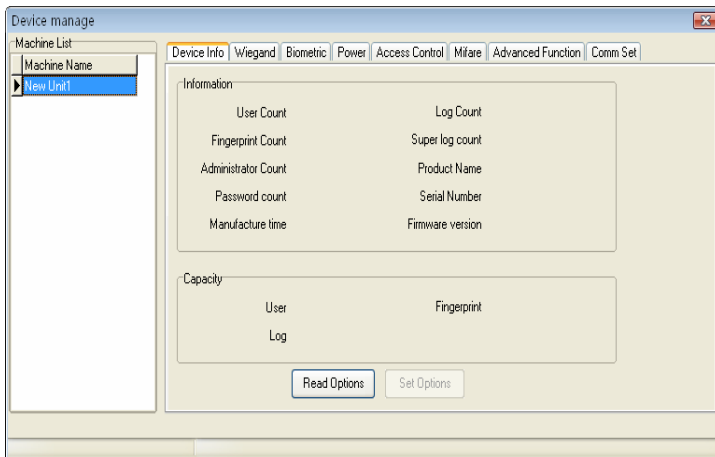 Device manage
Machine List
Machine Name
New Unit1
Device Info Wiegand Biometric Power Access Control Mifare Advanced Function Comm Set
Information
User Count Log Count
Fingerprint Count Super log count
Administrator Count Product Name
Password count Serial Number
Manufacture time Firmware version
Capacity
User Fingerprint
Log
Read Options Set Options